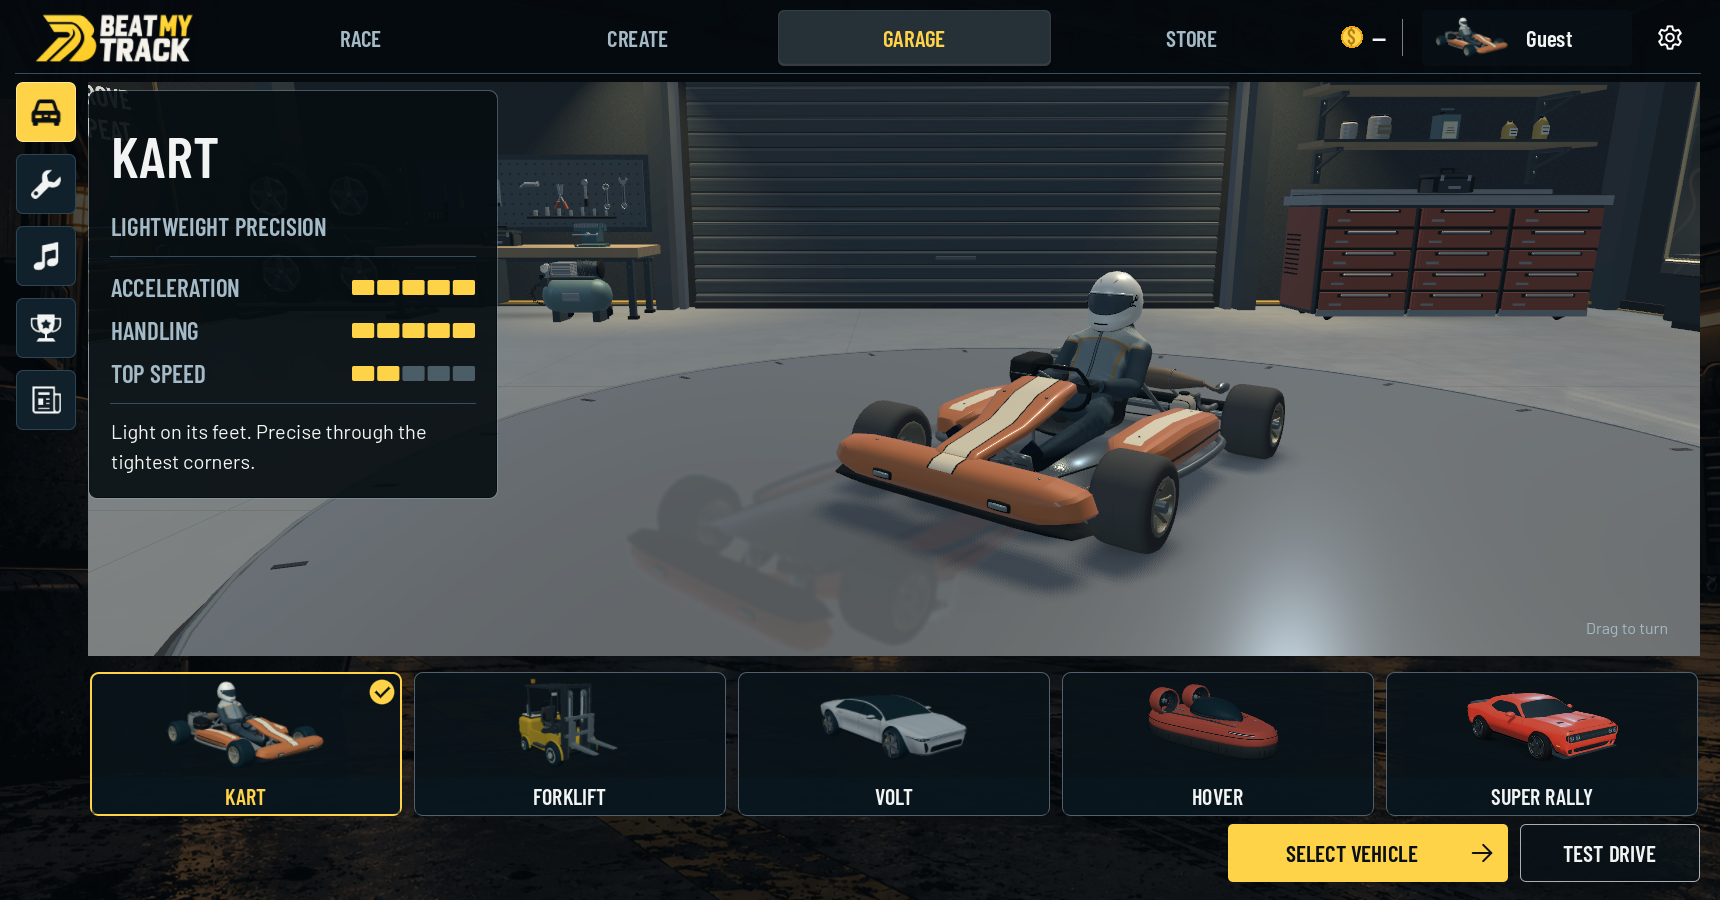 BEAT MY
TRACK
RACE
CREATE
GARAGE
STORE
$ –
Guest
KART
LIGHTWEIGHT PRECISION
ACCELERATION
HANDLING
TOP SPEED
Light on its feet. Precise through the
tightest corners.
Drag to turn
KART
FORKLIFT
VOLT
HOVER
SUPER RALLY
SELECT VEHICLE
TEST DRIVE